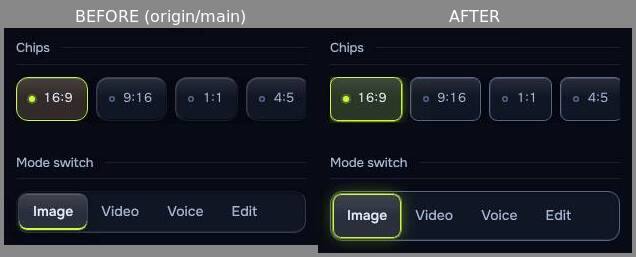 BEFORE (origin/main)
Chips
16:9 9:16 1:1 4:5
Mode switch
Image Video Voice Edit
AFTER
Chips
16:9 9:16 1:1 4:5
Mode switch
Image Video Voice Edit